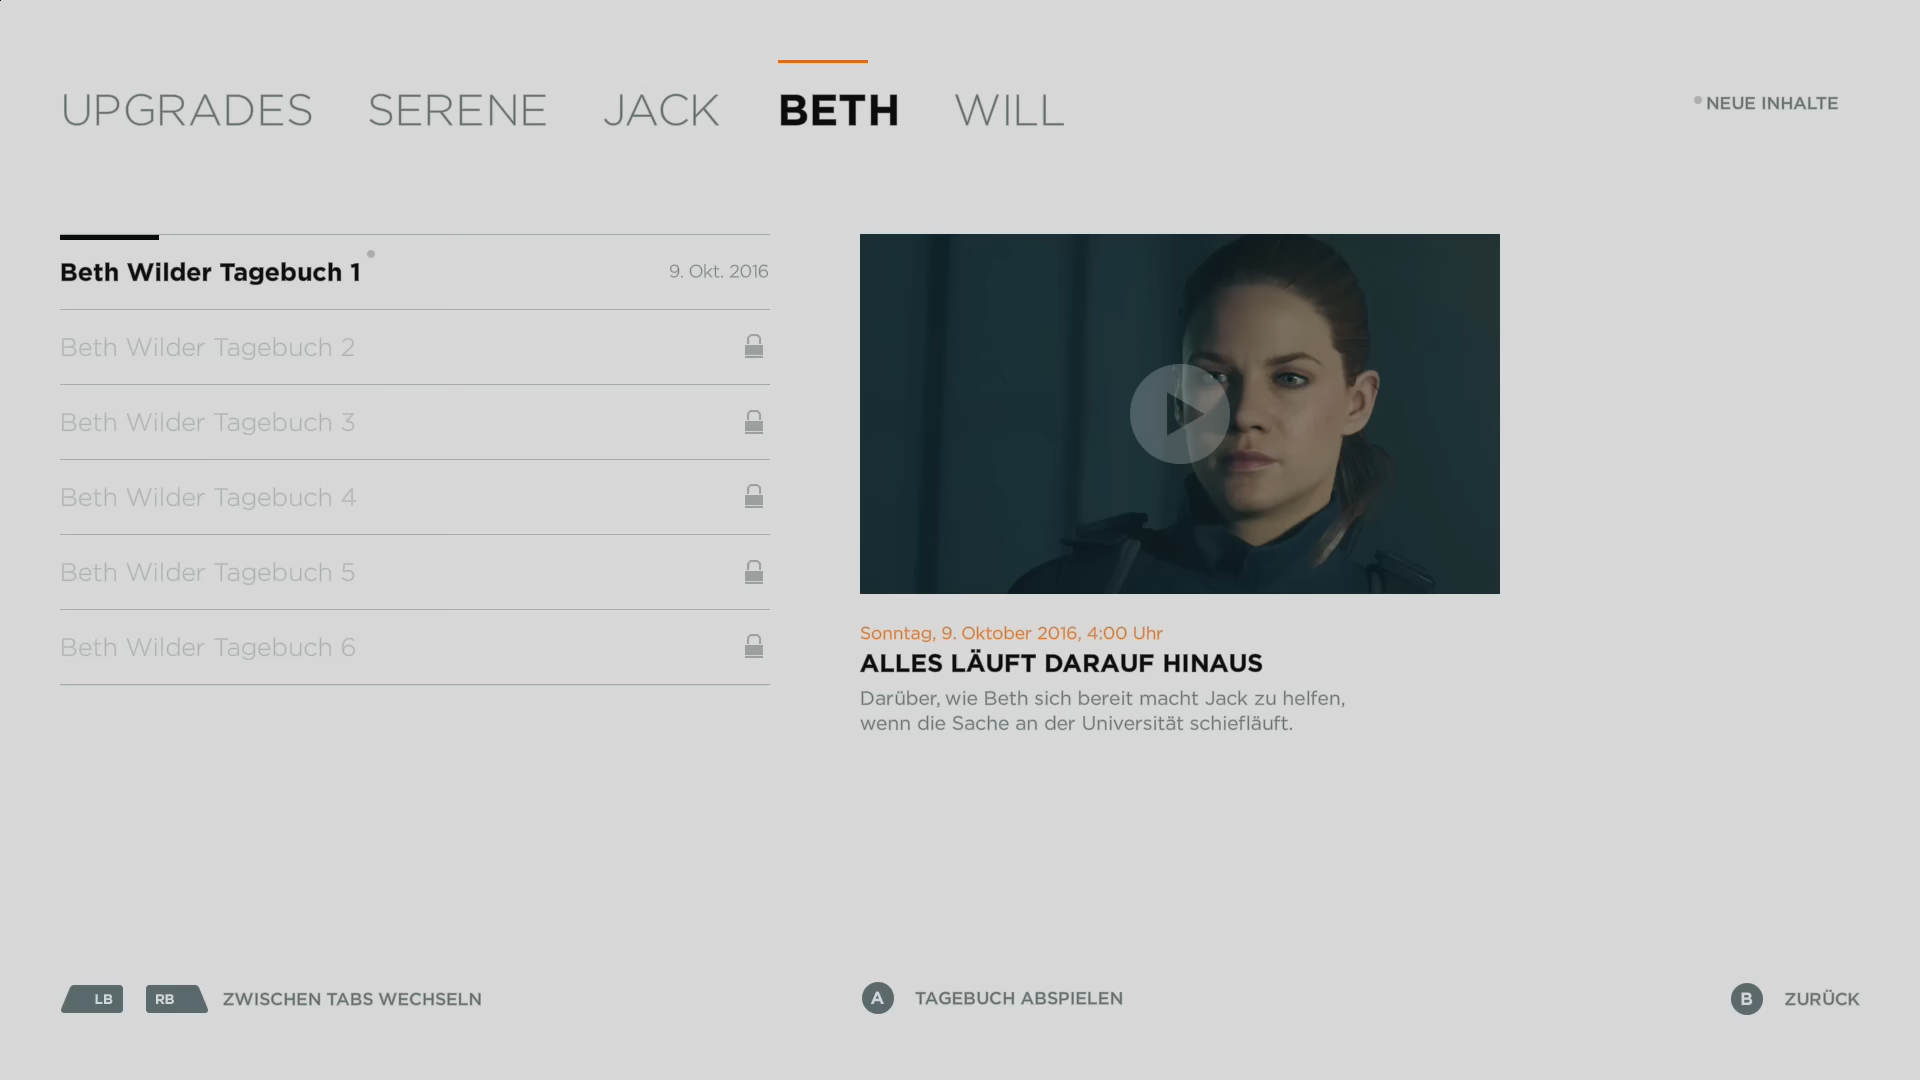 UPGRADES SERENE JACK BETH WILL
NEUE INHALTE
Beth Wilder Tagebuch 1 9. Okt. 2016
Beth Wilder Tagebuch 2
Beth Wilder Tagebuch 3
Beth Wilder Tagebuch 4
Beth Wilder Tagebuch 5
Beth Wilder Tagebuch 6
Sonntag, 9. Oktober 2016, 4:00 Uhr
ALLES LÄUFT DARAUF HINAUS
Darüber, wie Beth sich bereit macht Jack zu helfen,
wenn die Sache an der Universität schiefläuft.
LB RB ZWISCHEN TABS WECHSELN
A TAGEBUCH ABSPIELEN
B ZURÜCK